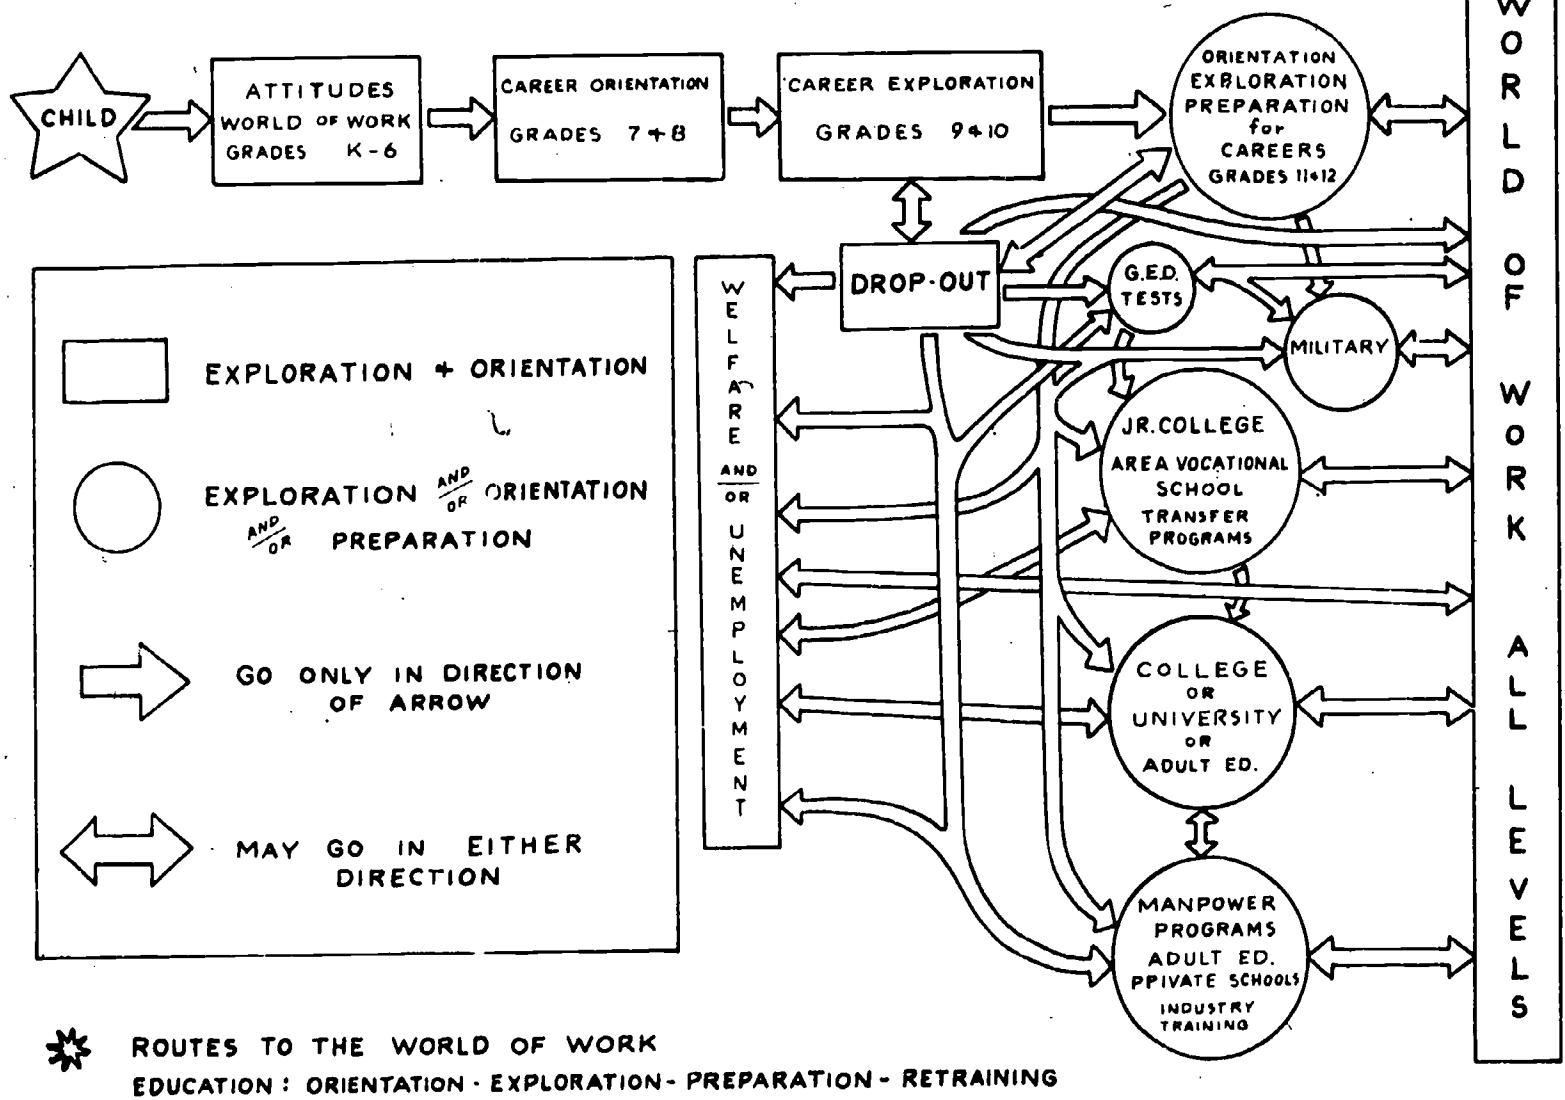 CHILD
ATTITUDES
WORLD OF WORK
GRADES K-6
CAREER ORIENTATION
GRADES 7+8
CAREER EXPLORATION
GRADES 9+10
ORIENTATION
EXBLORATION
PREPARATION
for
CAREERS
GRADES 11+12
WORLD OF WORK ALL LEVELS
DROP-OUT
G.E.D.
TESTS
MILITARY
WELFARE AND/OR UNEMPLOYMENT
EXPLORATION + ORIENTATION
EXPLORATION AND/OR ORIENTATION
AND/OR PREPARATION
GO ONLY IN DIRECTION
OF ARROW
MAY GO IN EITHER
DIRECTION
JR. COLLEGE
AREA VOCATIONAL
SCHOOL
TRANSFER
PROGRAMS
COLLEGE
OR
UNIVERSITY
OR
ADULT ED.
MANPOWER
PROGRAMS
ADULT ED.
PPIVATE SCHOOLS
INDUSTRY
TRAINING
ROUTES TO THE WORLD OF WORK
EDUCATION: ORIENTATION - EXPLORATION - PREPARATION - RETRAINING